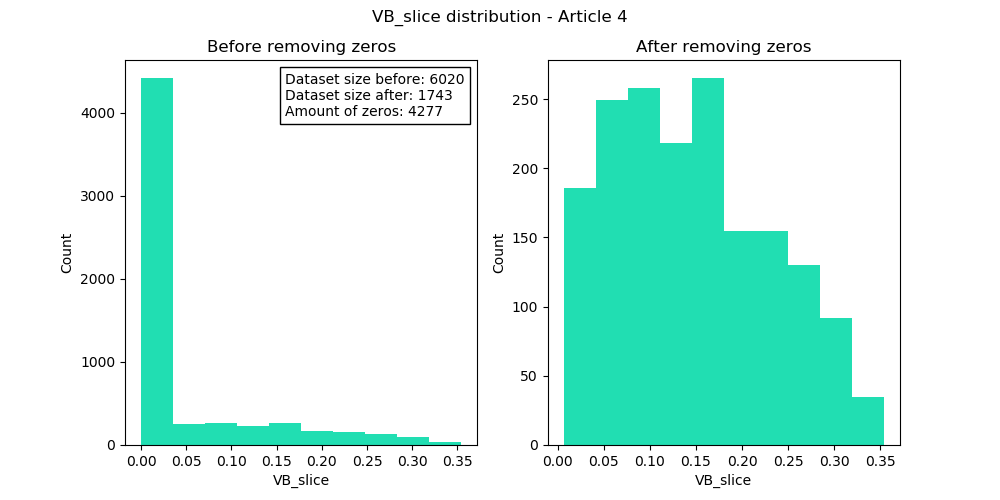 VB_slice distribution - Article 4
Before removing zeros
Dataset size before: 6020
Dataset size after: 1743
Amount of zeros: 4277
Count
4000
3000
2000
1000
0
0.00 0.05 0.10 0.15 0.20 0.25 0.30 0.35
VB_slice
After removing zeros
Count
250
200
150
100
50
0
0.00 0.05 0.10 0.15 0.20 0.25 0.30 0.35
VB_slice